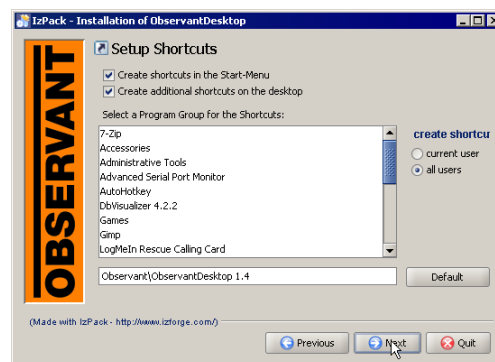 IzPack - Installation of ObservantDesktop
OBSERVANT
Setup Shortcuts
Create shortcuts in the Start-Menu
Create additional shortcuts on the desktop
Select a Program Group for the Shortcuts:
7-Zip
Accessories
Administrative Tools
Advanced Serial Port Monitor
AutoHotkey
DbVisualizer 4.2.2
Games
Gimp
LogMeIn Rescue Calling Card
create shortcu
current user
all users
Observant\ObservantDesktop 1.4
Default
(Made with IzPack - http://www.izforge.com/)
Previous
Next
Quit